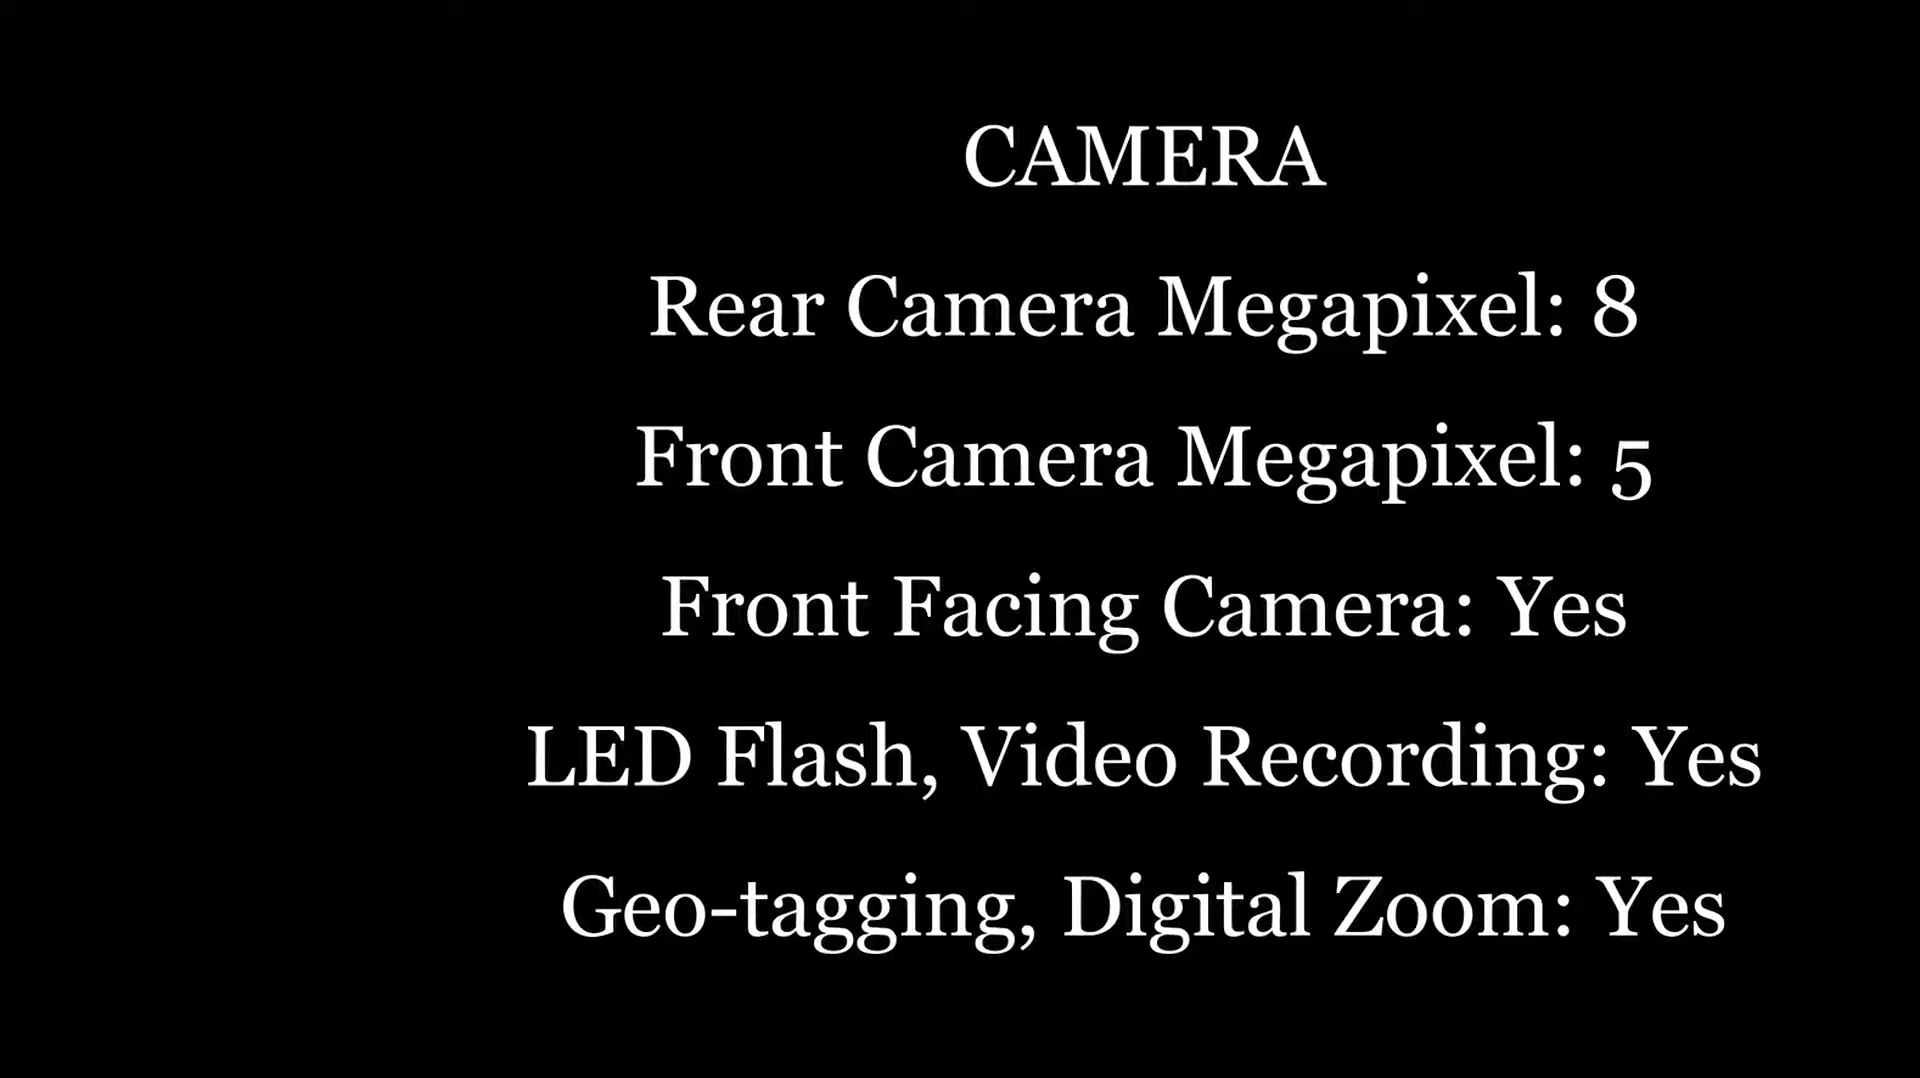 CAMERA
Rear Camera Megapixel: 8
Front Camera Megapixel: 5
Front Facing Camera: Yes
LED Flash, Video Recording: Yes
Geo-tagging, Digital Zoom: Yes